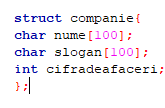 struct companie{
char nume[100];
char slogan[100];
int cifradeafaceri;
};